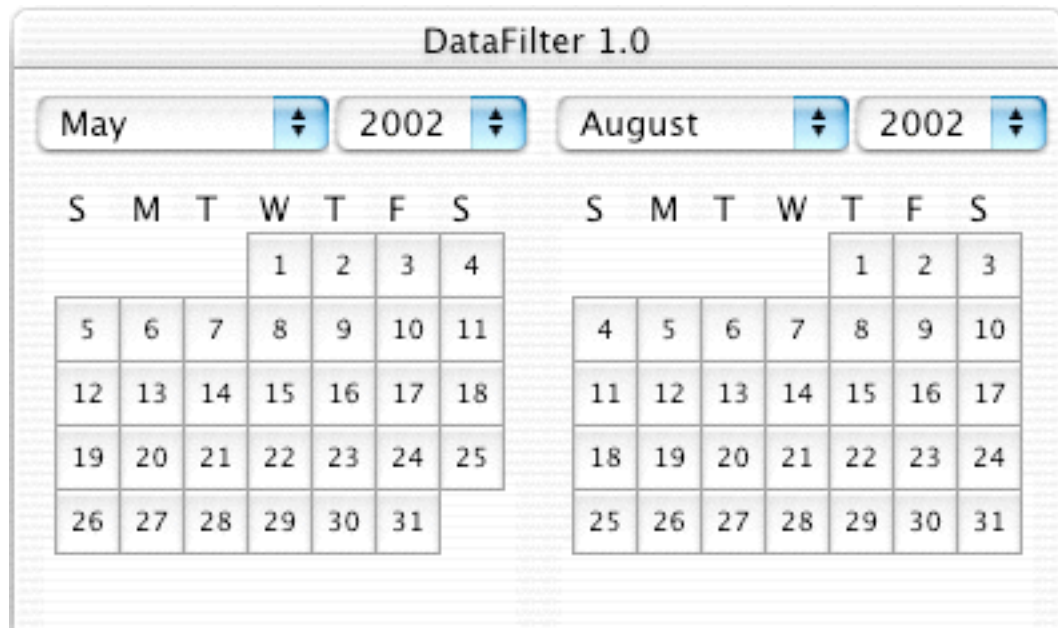 DataFilter 1.0
May 2002 August 2002
S M T W T F S S M T W T F S
1 2 3 4 1 2 3
5 6 7 8 9 10 11 4 5 6 7 8 9 10
12 13 14 15 16 17 18 11 12 13 14 15 16 17
19 20 21 22 23 24 25 18 19 20 21 22 23 24
26 27 28 29 30 31 25 26 27 28 29 30 31